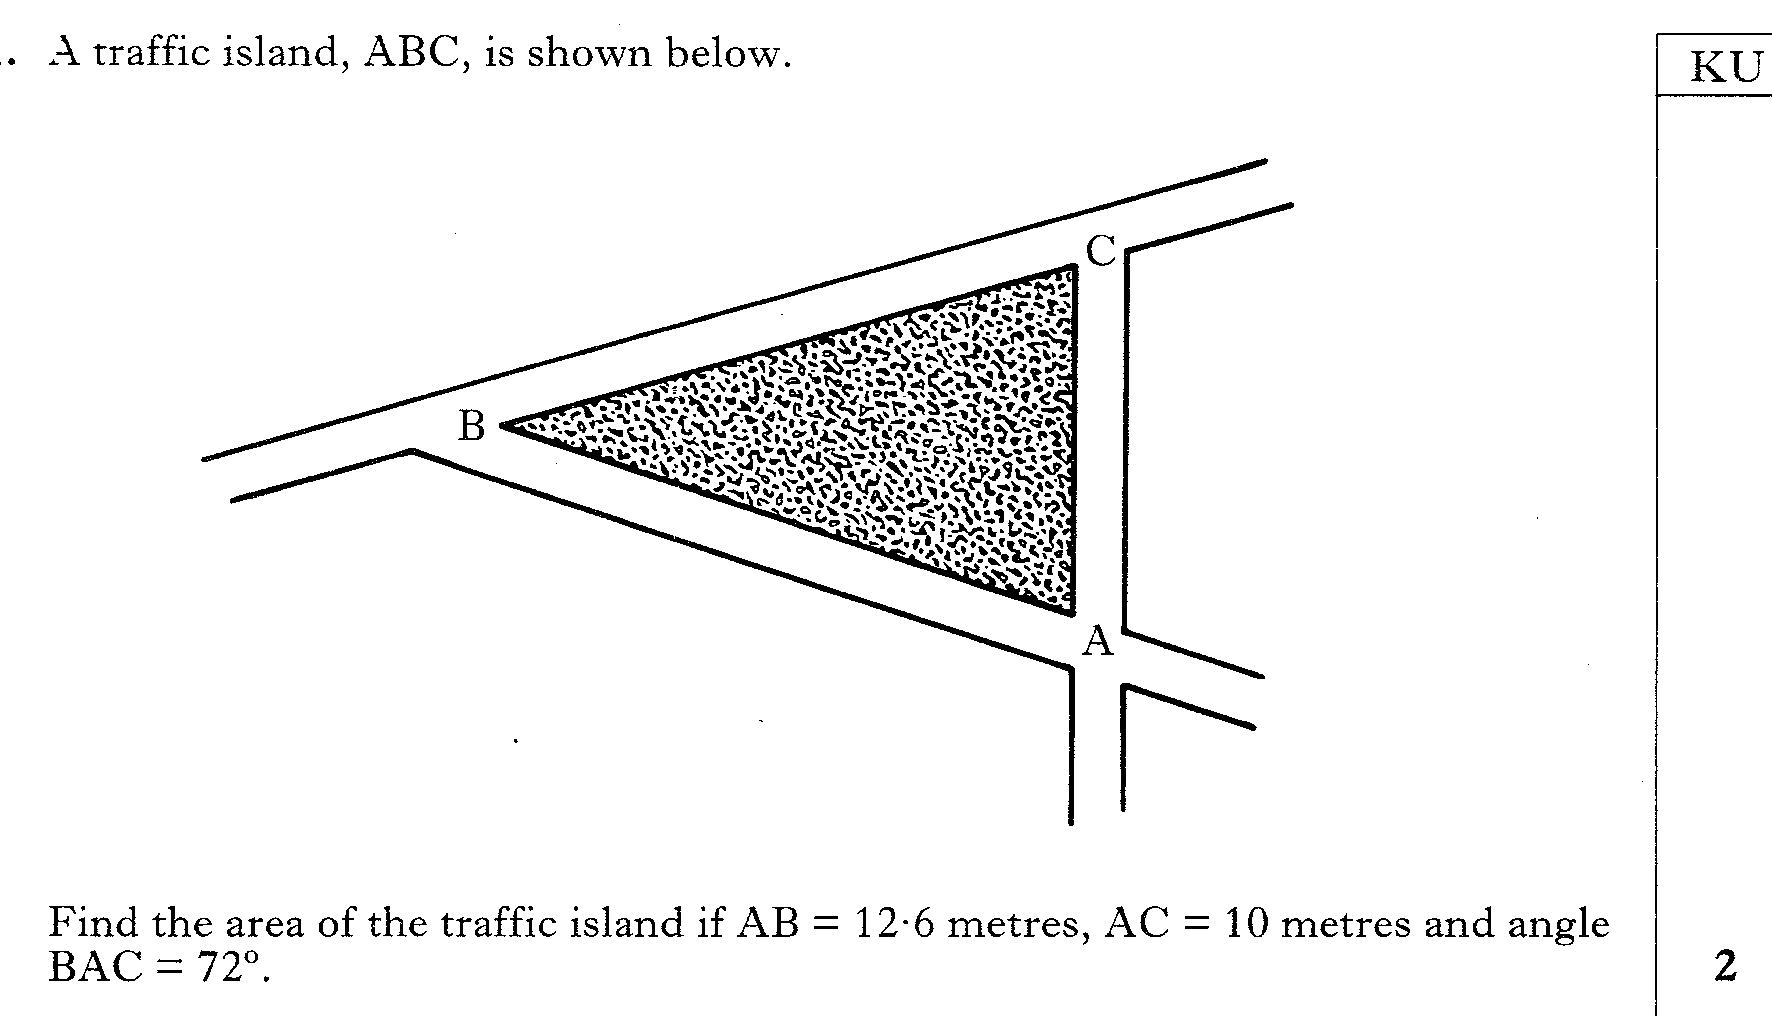 . A traffic island, ABC, is shown below.
KU
C
B
A
Find the area of the traffic island if AB = 12·6 metres, AC = 10 metres and angle
BAC = 72°.
2